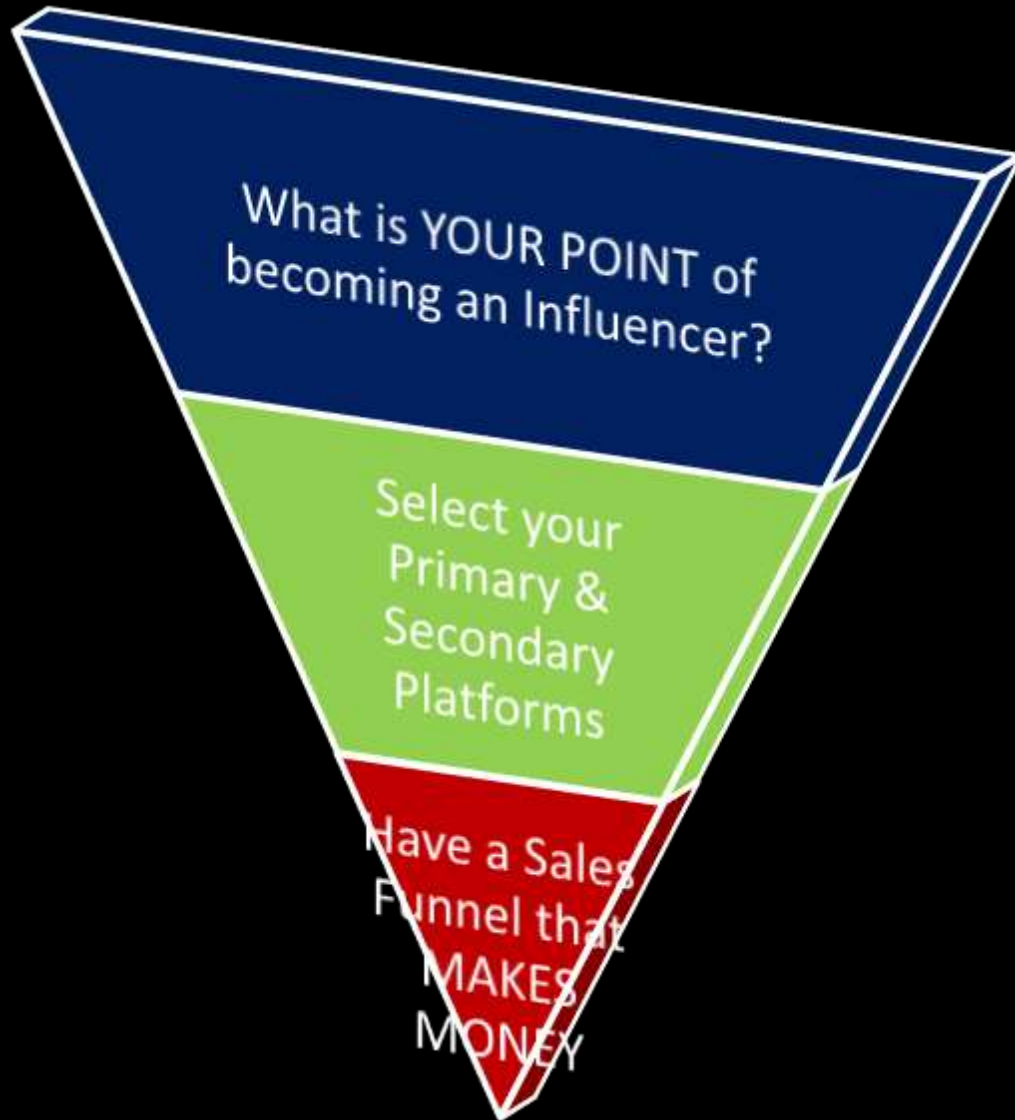 What is YOUR POINT of
becoming an Influencer?
Select your
Primary &
Secondary
Platforms
Have a Sales
Funnel that
MAKES
MONEY